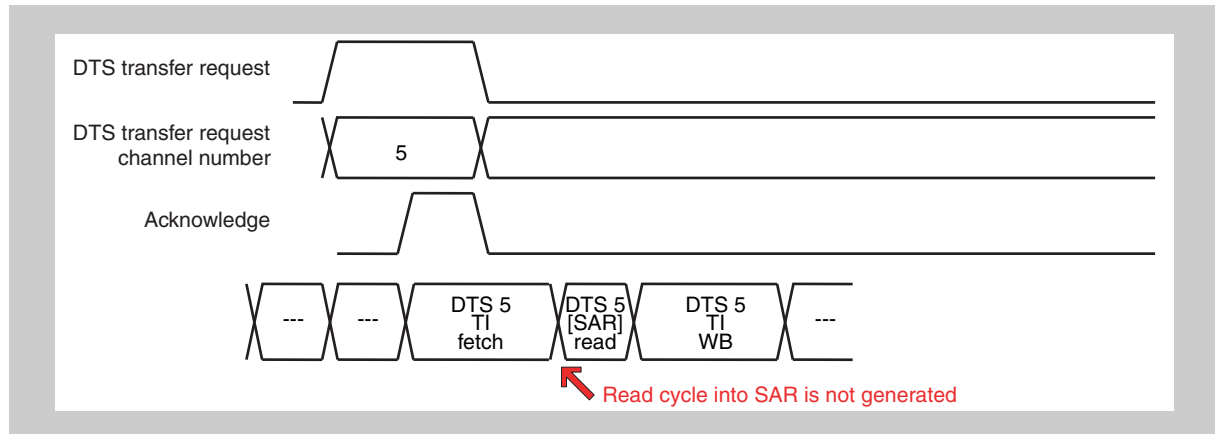 DTS transfer request
DTS transfer request
channel number
5
Acknowledge
---
---
DTS 5
TI
fetch
DTS 5
[SAR]
read
DTS 5
TI
WB
---
Read cycle into SAR is not generated